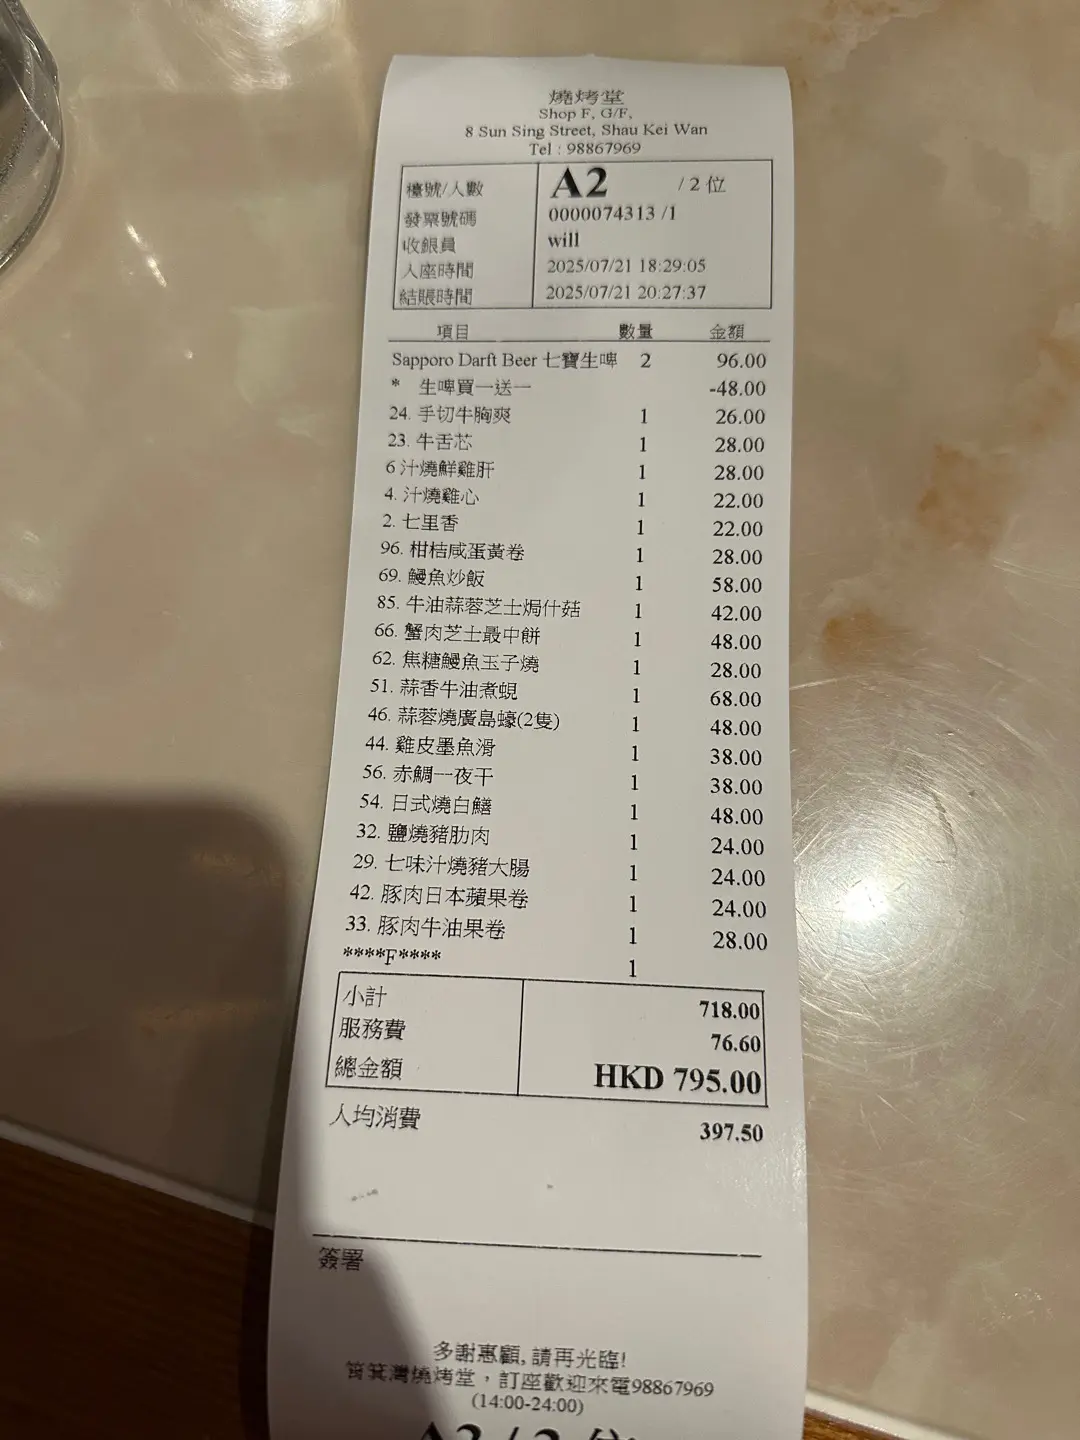 燒烤堂
Shop F, G/F,
8 Sun Sing Street, Shau Kei Wan
Tel : 98867969
檯號/人數 A2 / 2 位
發票號碼 0000074313 /1
收銀員 will
入座時間 2025/07/21 18:29:05
結賬時間 2025/07/21 20:27:37
項目 數量 金額
Sapporo Darft Beer 七寶生啤 2 96.00
* 生啤買一送一 -48.00
24. 手切牛胸爽 1 26.00
23. 牛舌芯 1 28.00
6 汁燒鮮雞肝 1 28.00
4. 汁燒雞心 1 22.00
2. 七里香 1 22.00
96. 柑桔咸蛋黃卷 1 28.00
69. 鰻魚炒飯 1 58.00
85. 牛油蒜蓉芝士焗什菇 1 42.00
66. 蟹肉芝士最中餅 1 48.00
62. 焦糖鰻魚玉子燒 1 28.00
51. 蒜香牛油煮蜆 1 68.00
46. 蒜蓉燒廣島蠔(2隻) 1 48.00
44. 雞皮墨魚滑 1 38.00
56. 赤鯛一夜干 1 38.00
54. 日式燒白鱔 1 48.00
32. 鹽燒豬肋肉 1 24.00
29. 七味汁燒豬大腸 1 24.00
42. 豚肉日本蘋果卷 1 24.00
33. 豚肉牛油果卷 1 28.00
****F**** 1
小計 718.00
服務費 76.60
總金額 HKD 795.00
人均消費 397.50
簽署
多謝惠顧, 請再光臨!
筲箕灣燒烤堂，訂座歡迎來電98867969
(14:00-24:00)
A2 / 2 位